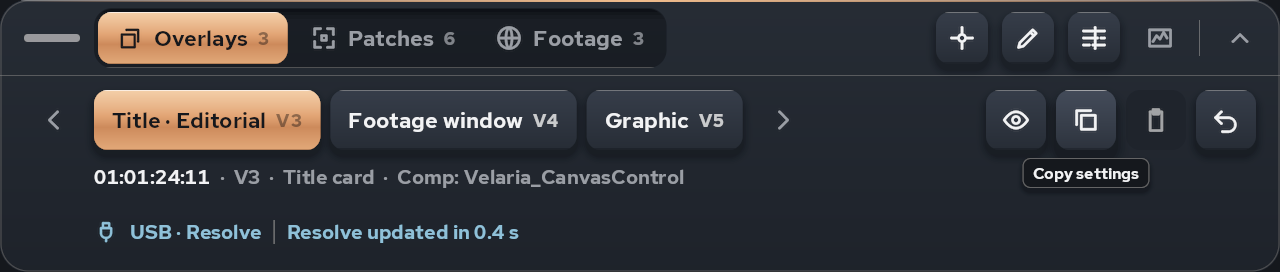 Overlays 3 Patches 6 Footage 3
Title · Editorial V3 Footage window V4 Graphic V5
01:01:24:11 · V3 · Title card · Comp: Velaria_CanvasControl
Copy settings
USB · Resolve | Resolve updated in 0.4 s